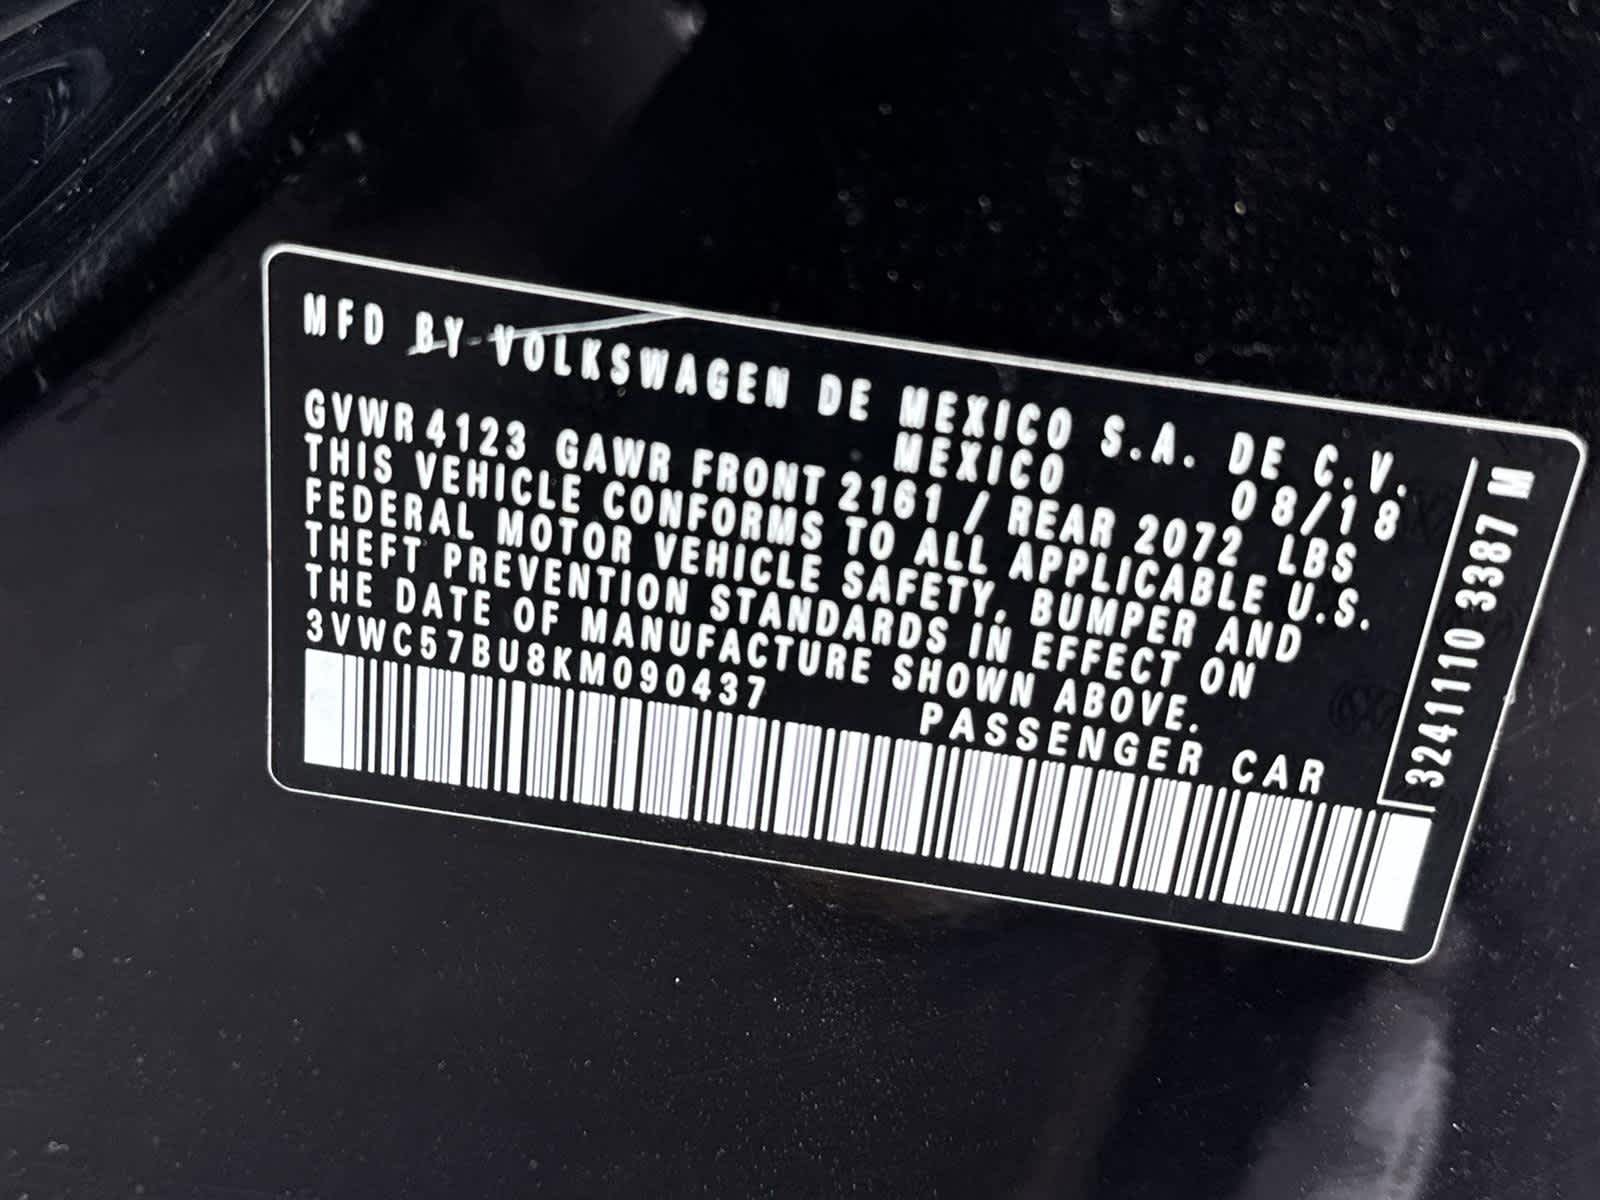 MFD BY VOLKSWAGEN DE MEXICO S.A. DE C.V.
MEXICO 08/18
GVWR 4123 GAWR FRONT 2161 / REAR 2072 LBS
THIS VEHICLE CONFORMS TO ALL APPLICABLE U.S.
FEDERAL MOTOR VEHICLE SAFETY, BUMPER AND
THEFT PREVENTION STANDARDS IN EFFECT ON
THE DATE OF MANUFACTURE SHOWN ABOVE.
3VWC57BU8KM090437 PASSENGER CAR
3241110 3387 M